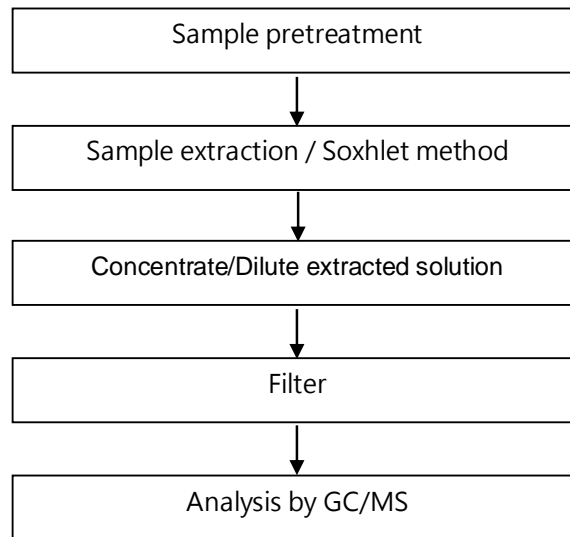 Sample pretreatment
Sample extraction / Soxhlet method
Concentrate/Dilute extracted solution
Filter
Analysis by GC/MS